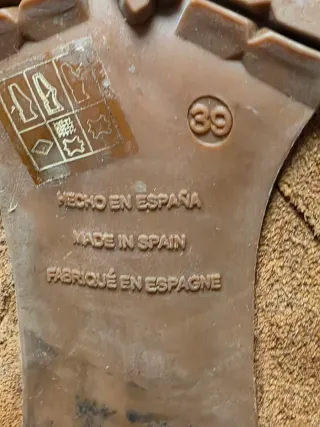 39
HECHO EN ESPAÑA
MADE IN SPAIN
FABRIQUÉ EN ESPAGNE